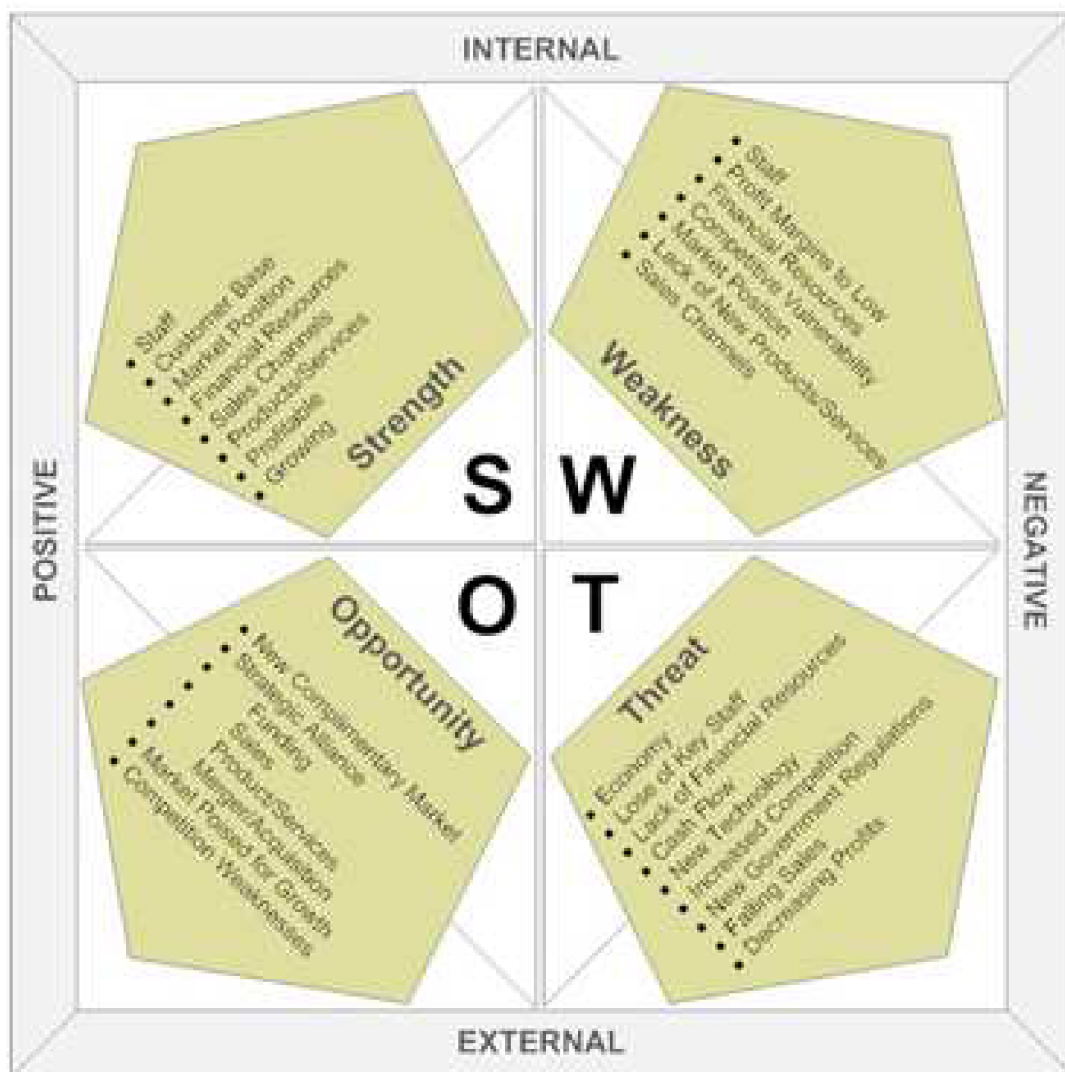 INTERNAL
POSITIVE
NEGATIVE
EXTERNAL
S
Strength
• Staff
• Customer Base
• Market Position
• Financial Resources
• Sales Channels
• Products/Services
• Profitable
• Growing
W
Weakness
• Staff
• Profit Margins to Low
• Financial Resources
• Competitive Vulnerability
• Market Position
• Lack of New Products/Services
• Sales Channels
O
Opportunity
• New Complimentary Market
• Strategic Alliance
• Funding
• Sales
• Product/Services
• Merger/Acquisition
• Market Poised for Growth
• Competition Weaknesses
T
Threat
• Economy
• Lose of Key Staff
• Lack of Financial Resources
• Cash Flow
• New Technology
• Increased Competition
• New Government Regulations
• Falling Sales
• Decreasing Profits